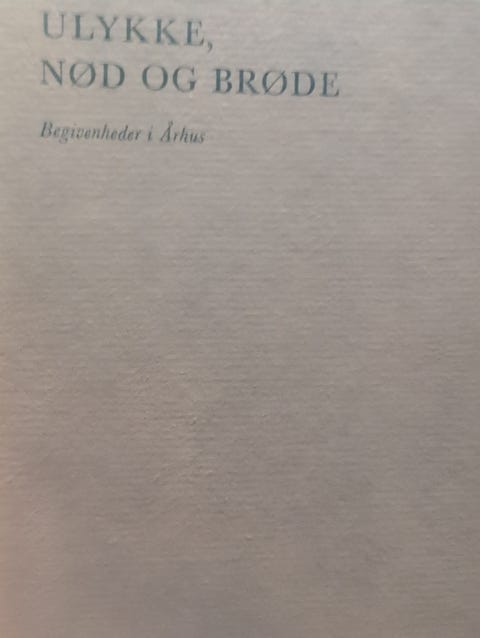 ULYKKE,
NØD OG BRØDE
Begivenheder i Århus